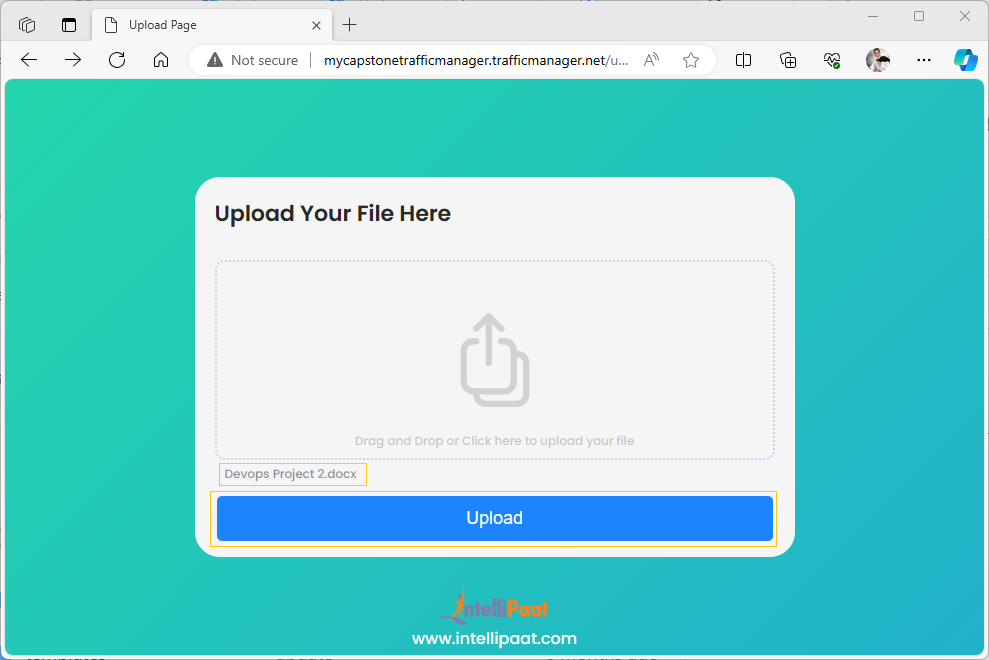 Upload Page
Not secure
mycapstonetrafficmanager.trafficmanager.net/u...
Upload Your File Here
Drag and Drop or Click here to upload your file
Devops Project 2.docx
Upload
IntelliPaat
www.intellipaat.com